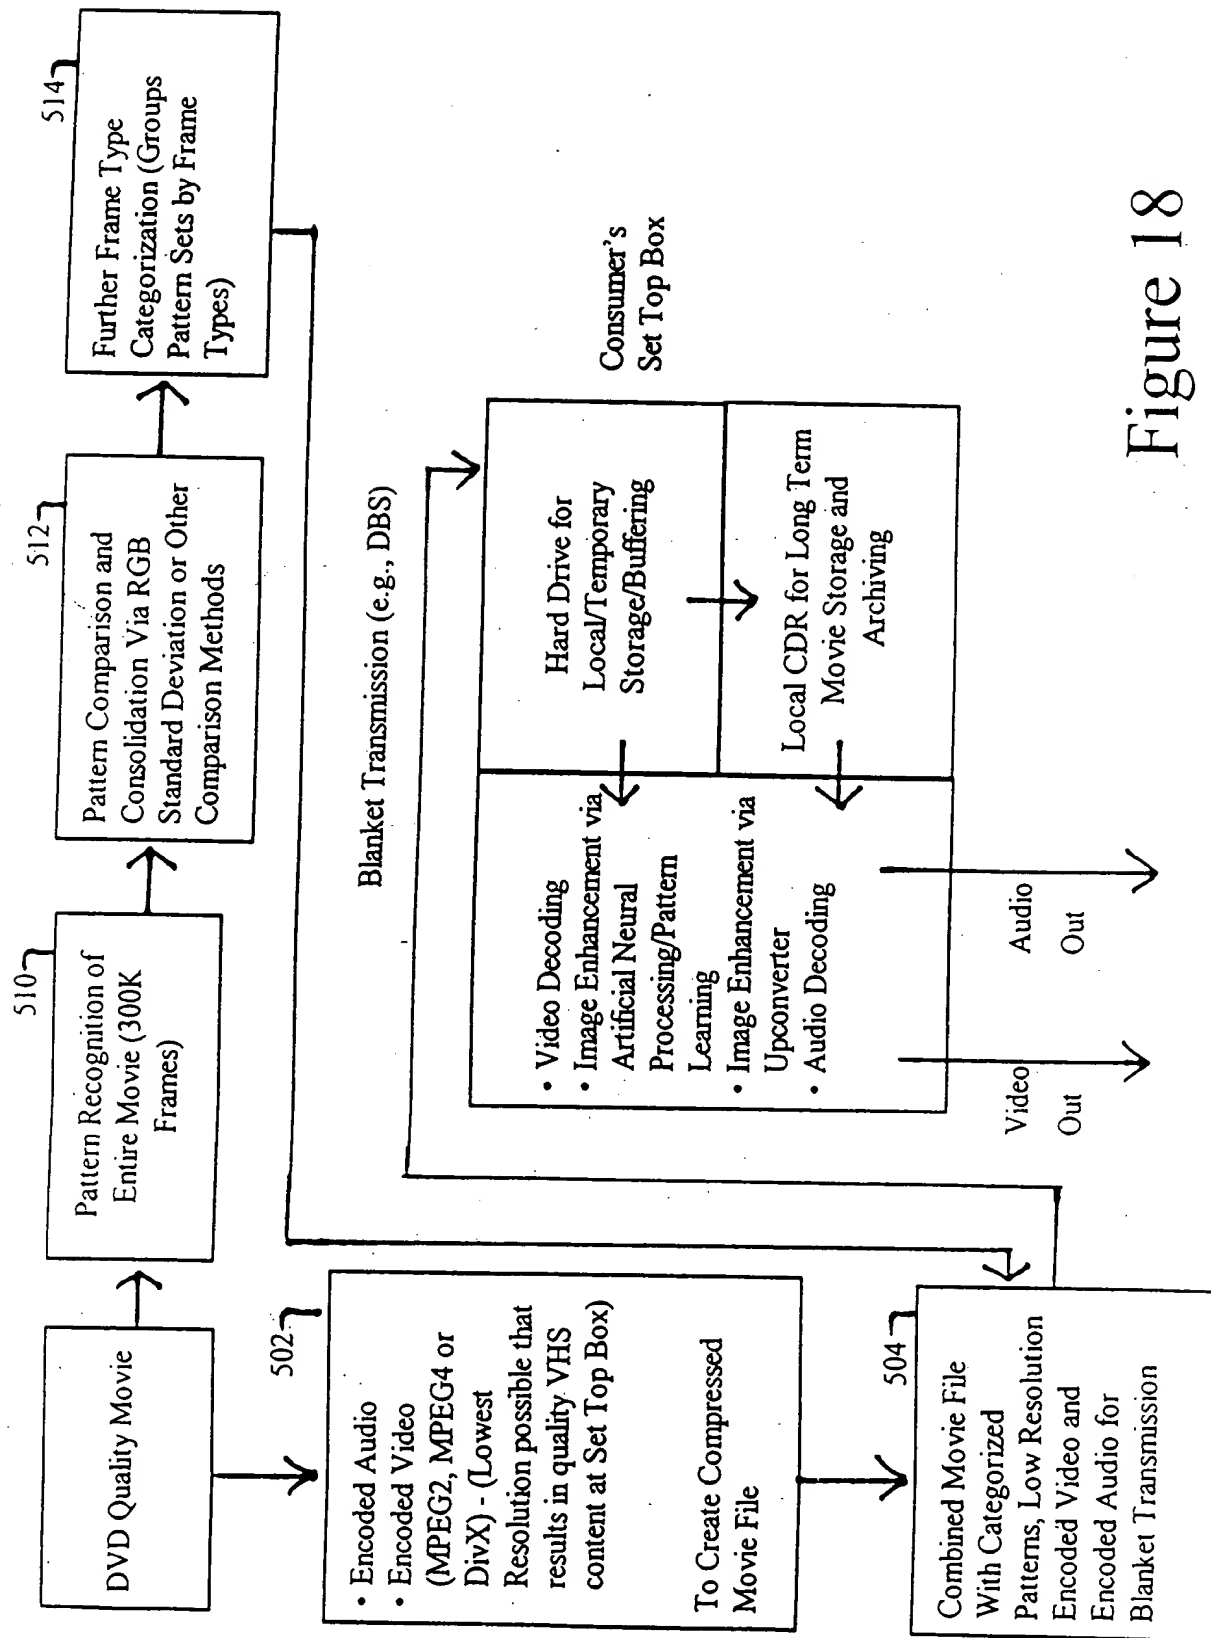 DVD Quality Movie
510
Pattern Recognition of
Entire Movie (300K
Frames)
512
Pattern Comparison and
Consolidation Via RGB
Standard Deviation or Other
Comparison Methods
514
Further Frame Type
Categorization (Groups
Pattern Sets by Frame
Types)
502
• Encoded Audio
• Encoded Video
(MPEG2, MPEG4 or
DivX) - (Lowest
Resolution possible that
results in quality VHS
content at Set Top Box)
To Create Compressed
Movie File
504
Combined Movie File
With Categorized
Patterns, Low Resolution
Encoded Video and
Encoded Audio for
Blanket Transmission
Blanket Transmission (e.g., DBS)
• Video Decoding
• Image Enhancement via
Artificial Neural
Processing/Pattern
Learning
• Image Enhancement via
Upconverter
• Audio Decoding
Hard Drive for
Local/Temporary
Storage/Buffering
Local CDR for Long Term
Movie Storage and
Archiving
Consumer's
Set Top Box
Video
Out
Audio
Out
Figure 18